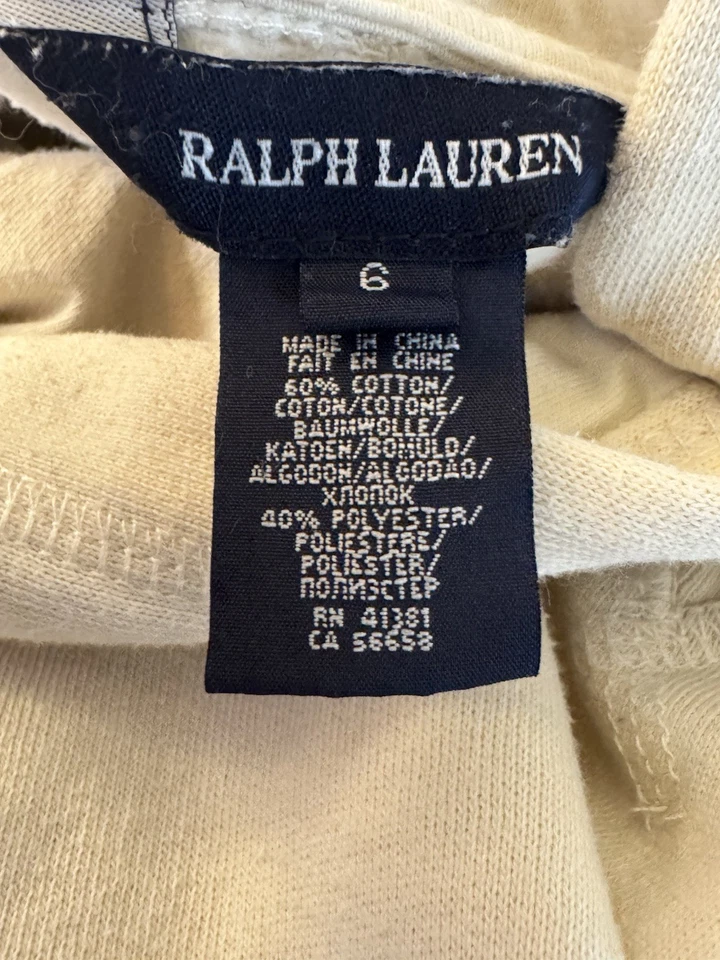 RALPH LAUREN
6
MADE IN CHINA
FAIT EN CHINE
60% COTTON/
COTON/COTONE/
BAUMWOLLE/
KATOEN/BOMULD/
ALGODON/ALGODAO/
ХЛОПОК
40% POLYESTER/
POLIESTERE/
POLIESTER/
ПОЛИЭСТЕР
RN 41381
CA 56658